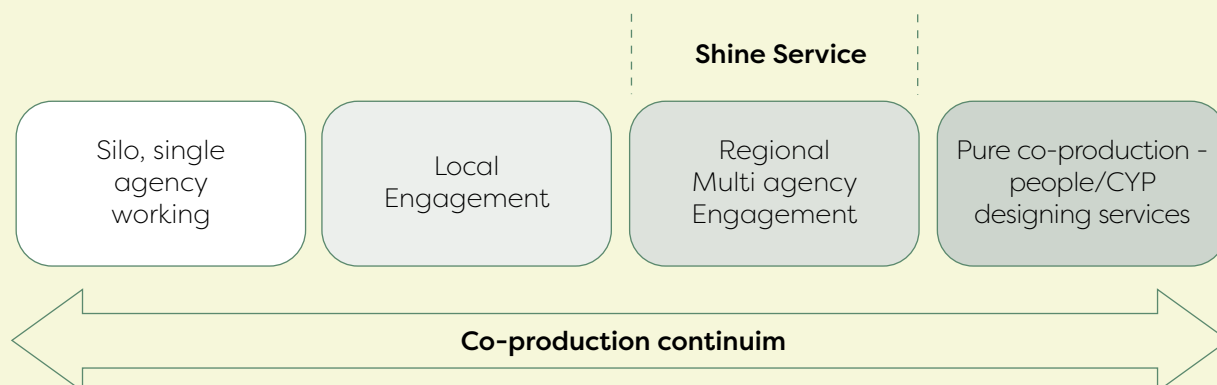 Shine Service
Silo, single
agency
working
Local
Engagement
Regional
Multi agency
Engagement
Pure co-production -
people/CYP
designing services
Co-production continuim